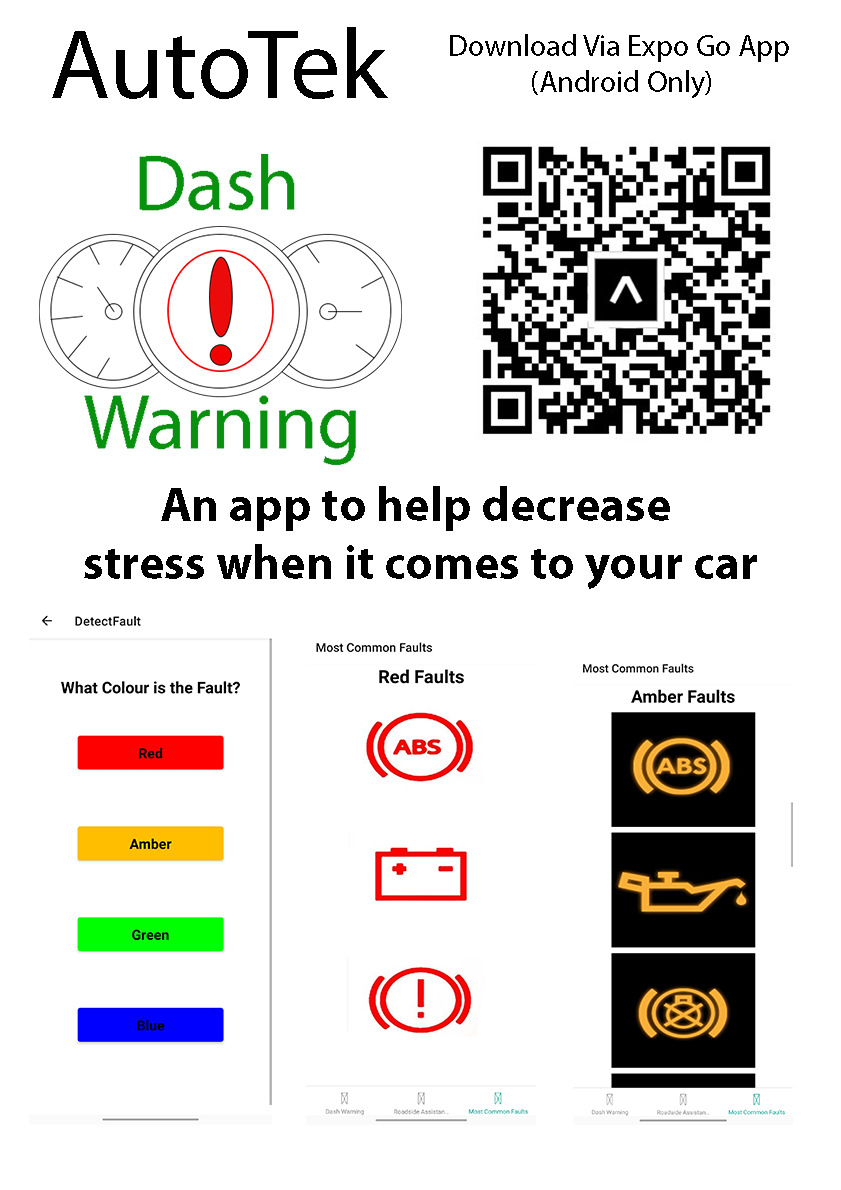 AutoTek
Download Via Expo Go App
(Android Only)
Dash
Warning
An app to help decrease
stress when it comes to your car
DetectFault
What Colour is the Fault?
Red
Amber
Green
Blue
Most Common Faults
Red Faults
ABS
Dash Warning
Roadside Assistan...
Most Common Faults
Most Common Faults
Amber Faults
ABS
Dash Warning
Roadside Assistan...
Most Common Faults